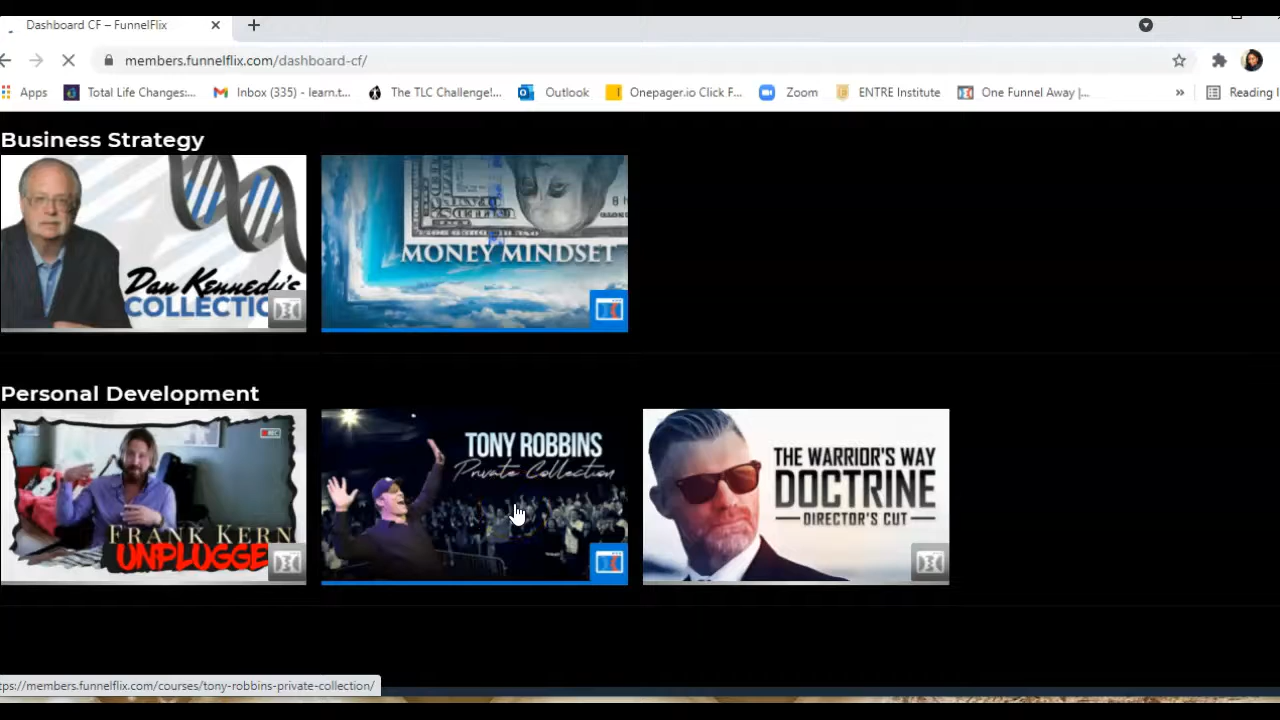 Dashboard CF – FunnelFlix
members.funnelflix.com/dashboard-cf/
Apps
Total Life Changes:...
Inbox (335) - learn.t...
The TLC Challenge!...
Outlook
Onepager.io Click F...
Zoom
ENTRE Institute
One Funnel Away |...
»
Reading l
Business Strategy
Dan Kennedy's
COLLECTIO
MONEY MINDSET
Personal Development
REC
FRANK KERN
UNPLUGGE
TONY ROBBINS
Private Collection
THE WARRIOR'S WAY
DOCTRINE
DIRECTOR'S CUT
tps://members.funnelflix.com/courses/tony-robbins-private-collection/